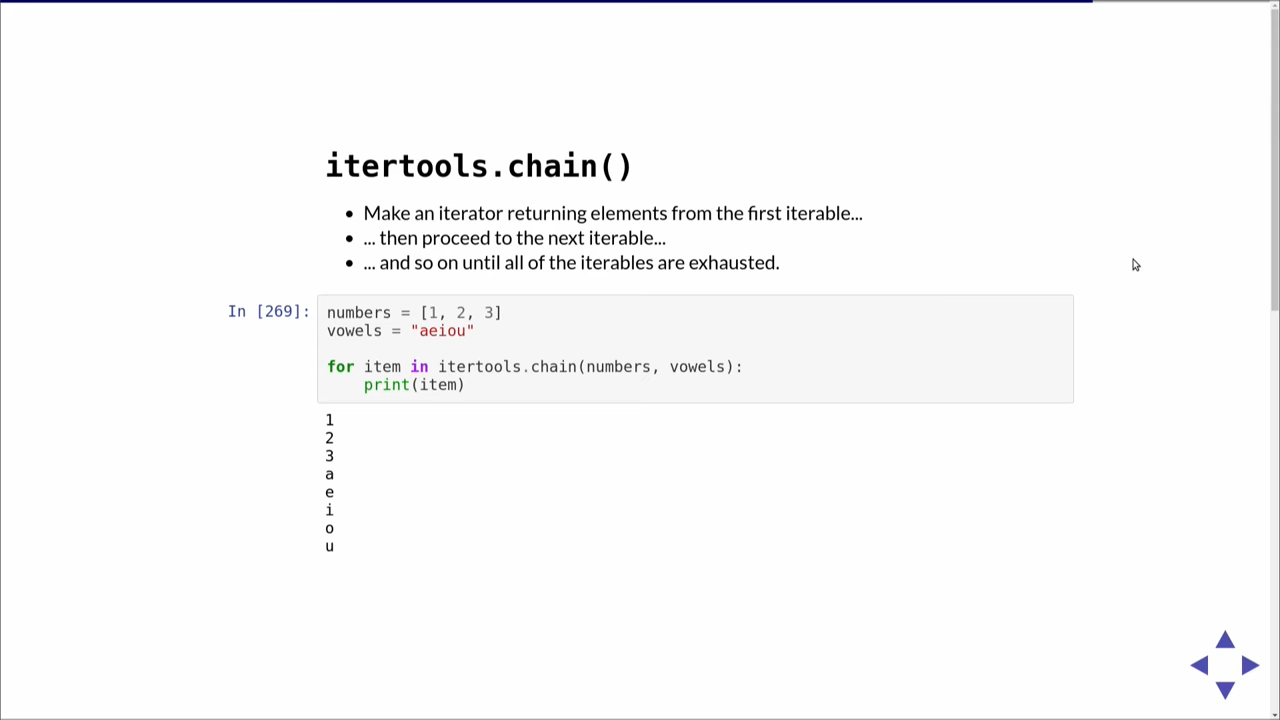 itertools.chain()
• Make an iterator returning elements from the first iterable...
• ... then proceed to the next iterable...
• ... and so on until all of the iterables are exhausted.
In [269]:
numbers = [1, 2, 3]
vowels = "aeiou"
for item in itertools.chain(numbers, vowels):
    print(item)
1
2
3
a
e
i
o
u